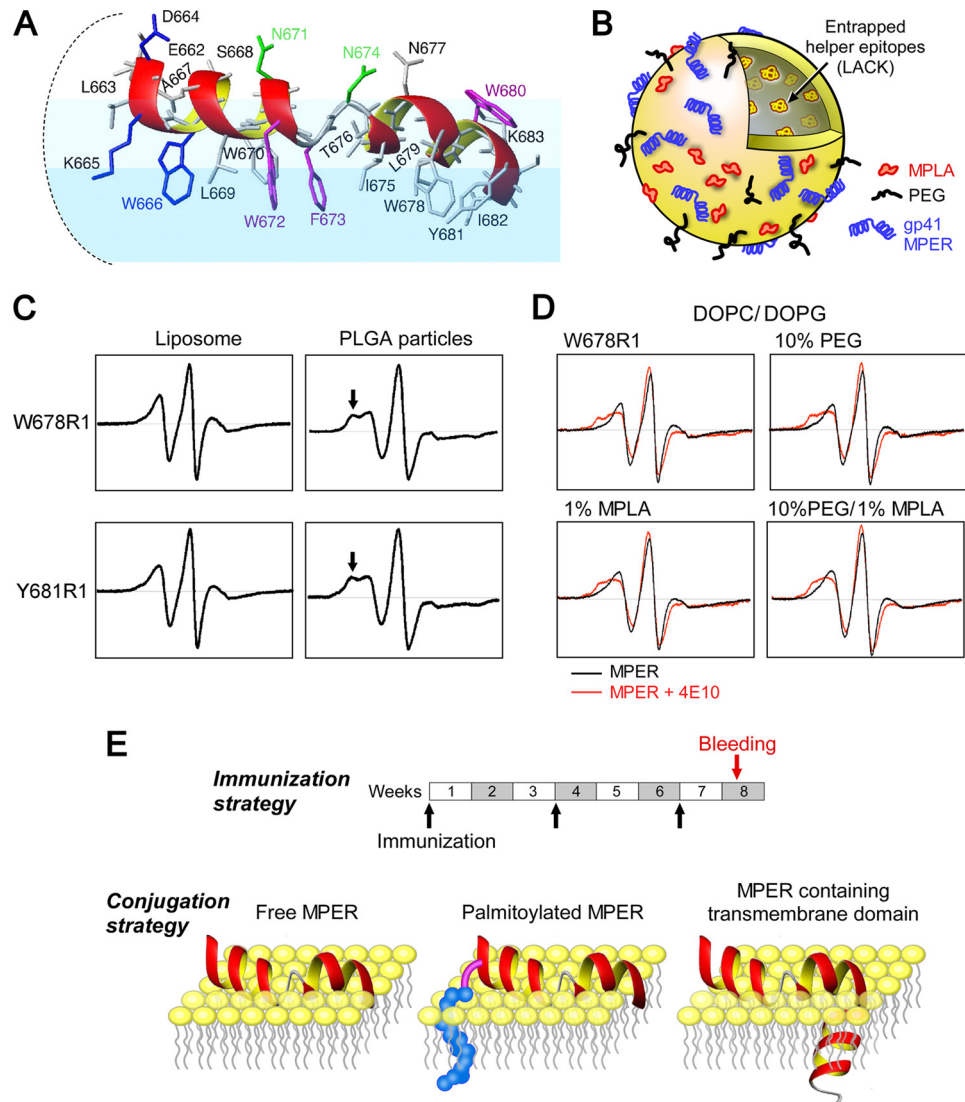 A
D664
E662
S668
N671
N674
N677
L663
A667
W680
K683
K665
W670
T676
L679
W666
L669
I675
W678
I682
W672
F673
Y681
B
Entrapped
helper epitopes
(LACK)
MPLA
PEG
gp41
MPER
C
Liposome
PLGA particles
W678R1
Y681R1
D
DOPC/DOPG
W678R1
10% PEG
1% MPLA
10%PEG/1% MPLA
MPER
MPER + 4E10
E
Bleeding
Immunization
strategy
Weeks 1 2 3 4 5 6 7 8
Immunization
Conjugation
strategy
Free MPER
Palmitoylated MPER
MPER containing
transmembrane domain